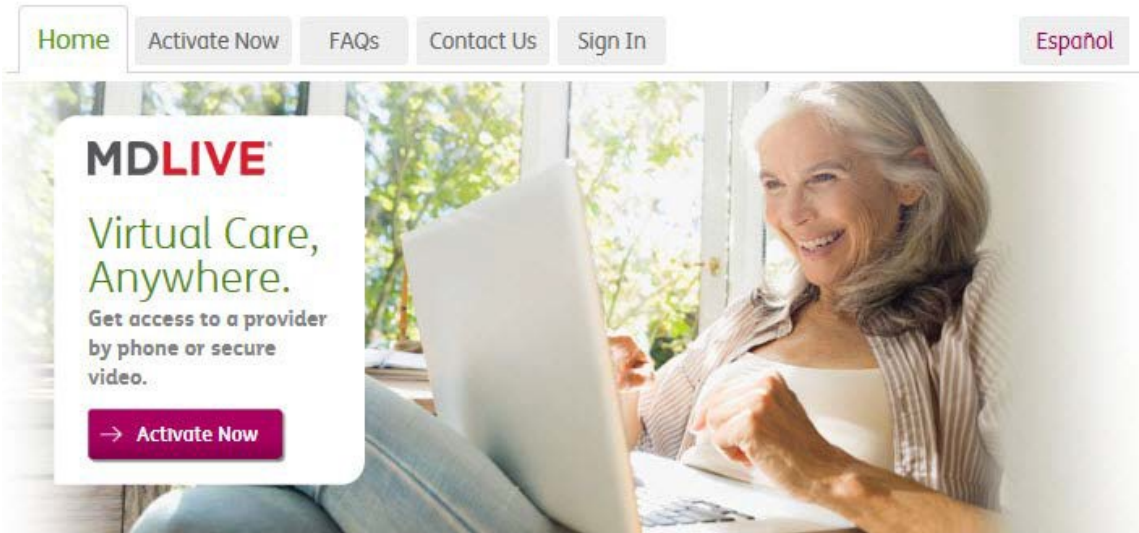 Home Activate Now FAQs Contact Us Sign In Español
MDLIVE
Virtual Care,
Anywhere.
Get access to a provider
by phone or secure
video.
→ Activate Now